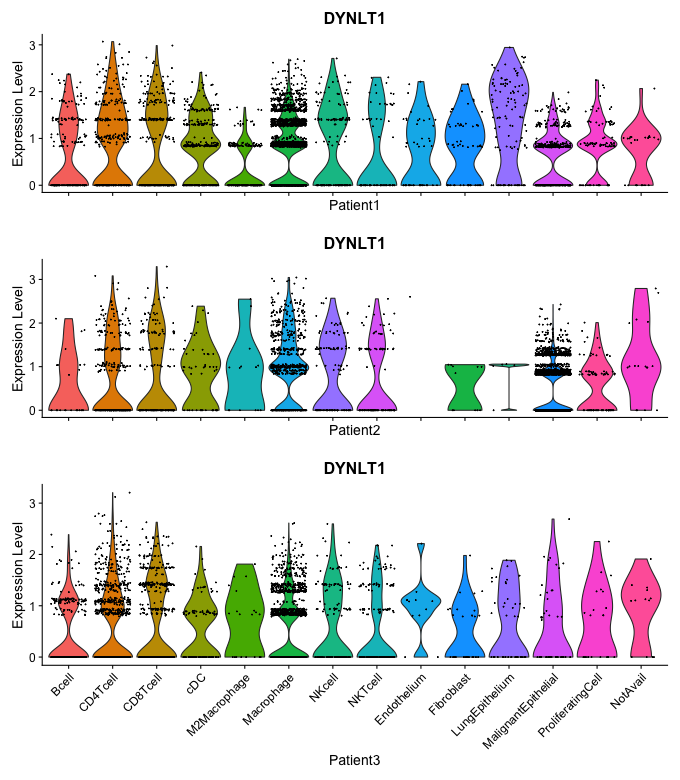 DYNLT1
Expression Level
3
2
1
0
Patient1
DYNLT1
Expression Level
3
2
1
0
Patient2
DYNLT1
Expression Level
3
2
1
0
Bcell
CD4Tcell
CD8Tcell
cDC
M2Macrophage
Macrophage
NKcell
NKTcell
Endothelium
Fibroblast
LungEpithelium
MalignantEpithelial
ProliferatingCell
NotAvail
Patient3